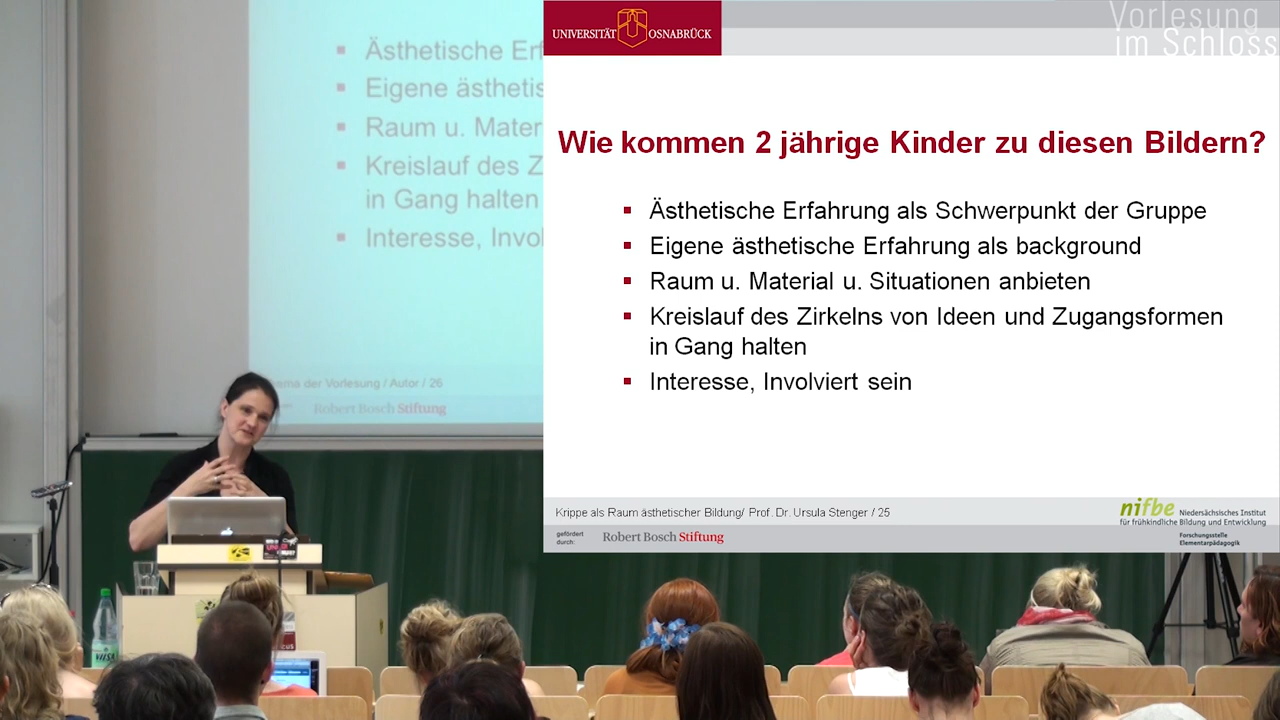 UNIVERSITÄT OSNABRÜCK
Vorlesung
im Schloss
Wie kommen 2 jährige Kinder zu diesen Bildern?
▪ Ästhetische Erfahrung als Schwerpunkt der Gruppe
▪ Eigene ästhetische Erfahrung als background
▪ Raum u. Material u. Situationen anbieten
▪ Kreislauf des Zirkelns von Ideen und Zugangsformen
in Gang halten
▪ Interesse, Involviert sein
Krippe als Raum ästhetischer Bildung/ Prof. Dr. Ursula Stenger / 25
gefördert
durch:
Robert Bosch Stiftung
nifbe Niedersächsisches Institut
für frühkindliche Bildung und Entwicklung
Forschungsstelle
Elementarpädagogik
▪ Ästhetische Erf
▪ Eigene ästhetis
▪ Raum u. Mater
▪ Kreislauf des Z
in Gang halten
▪ Interesse, Invol
der Vorlesung / Autor / 26
Robert Bosch Stiftung